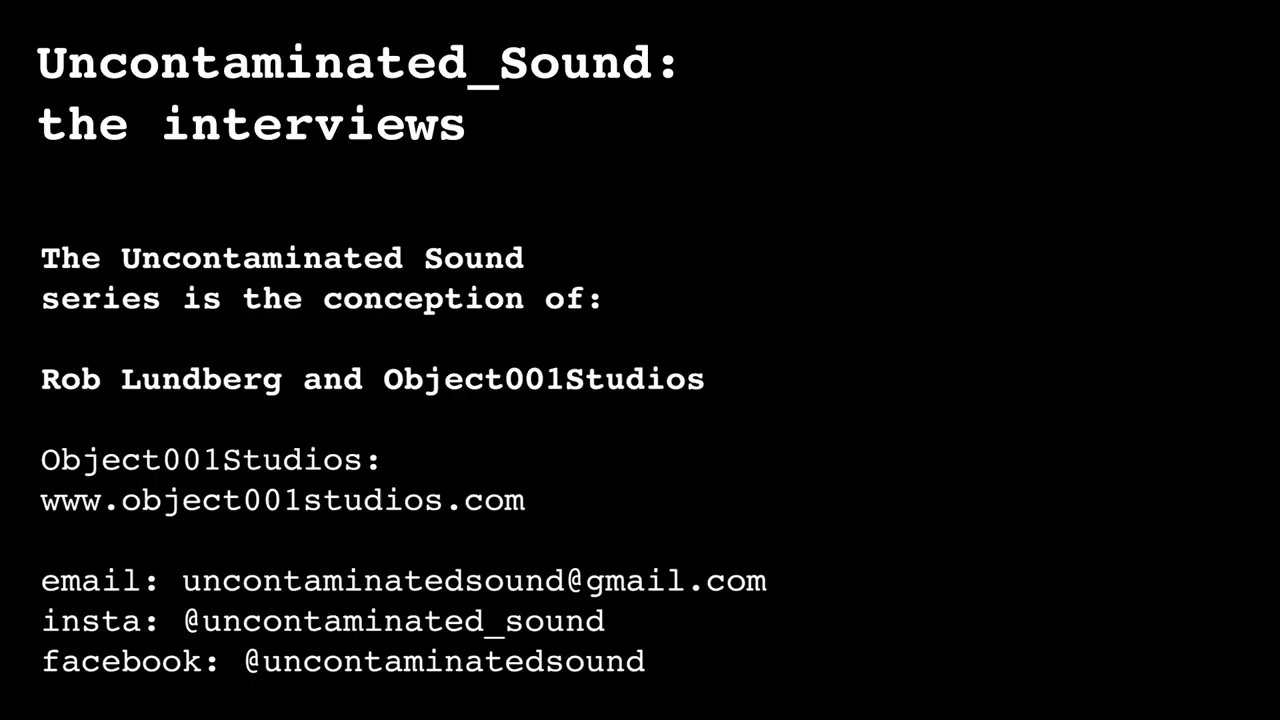 Uncontaminated_Sound:
the interviews
The Uncontaminated Sound
series is the conception of:
Rob Lundberg and Object001Studios
Object001Studios:
www.object001studios.com
email: uncontaminatedsound@gmail.com
insta: @uncontaminated_sound
facebook: @uncontaminatedsound